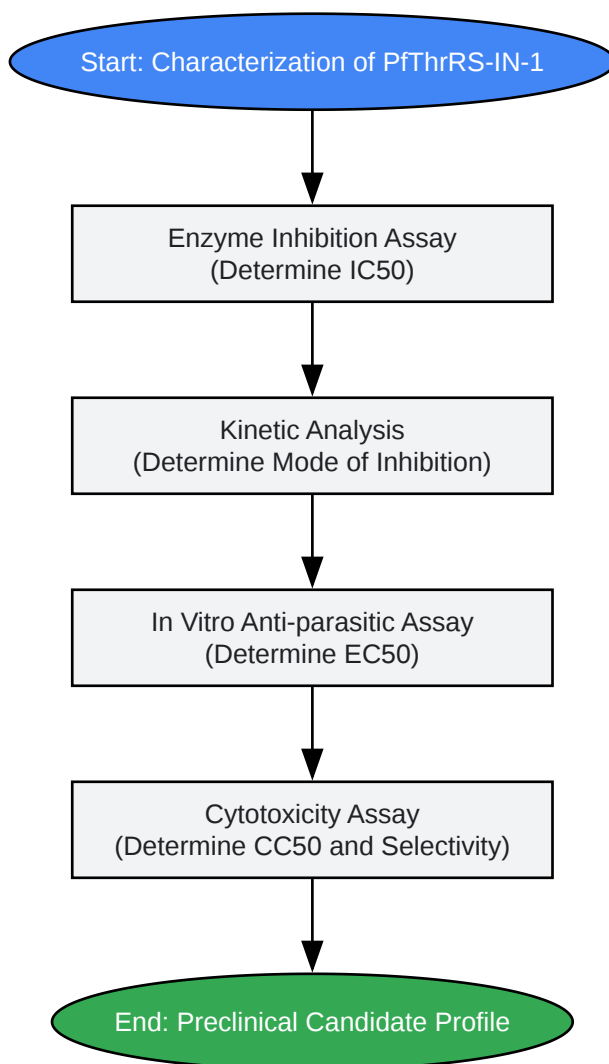 Start: Characterization of PfThrRS-IN-1
Enzyme Inhibition Assay
(Determine IC50)
Kinetic Analysis
(Determine Mode of Inhibition)
In Vitro Anti-parasitic Assay
(Determine EC50)
Cytotoxicity Assay
(Determine CC50 and Selectivity)
End: Preclinical Candidate Profile